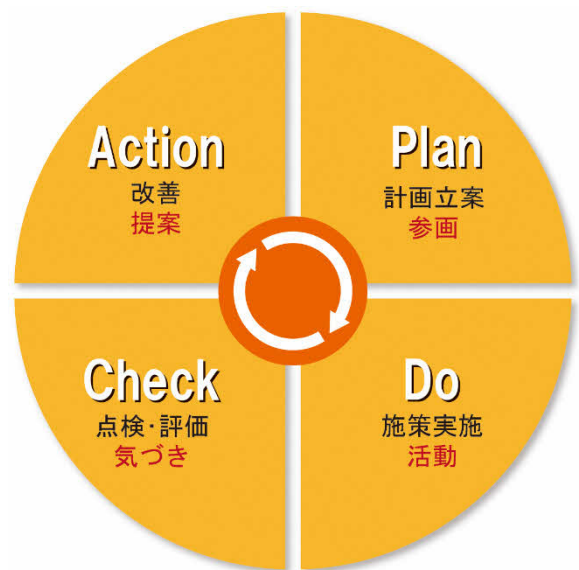 Action
改善
提案
Plan
計画立案
参画
Check
点検・評価
気づき
Do
施策実施
活動